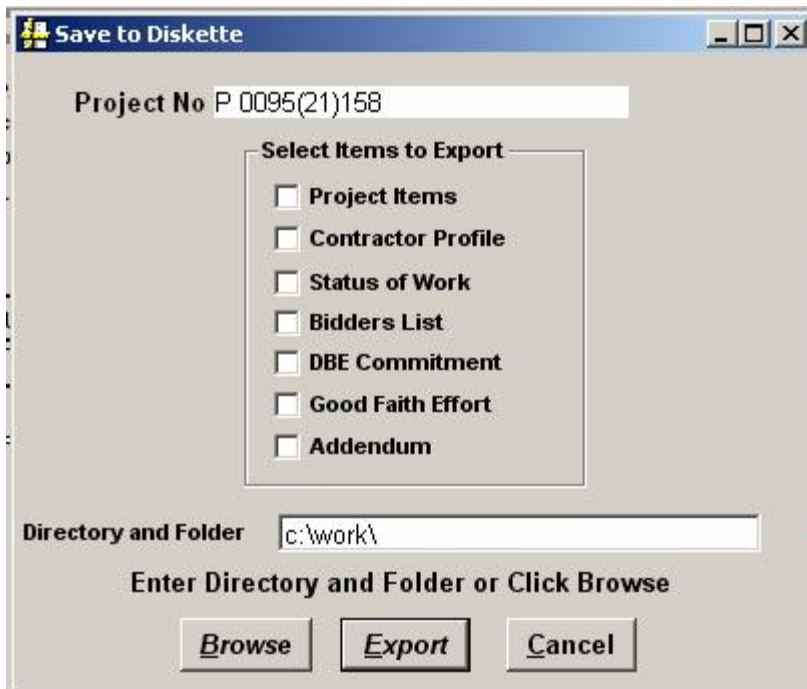 Save to Diskette
Project No P 0095(21)158
Select Items to Export
Project Items
Contractor Profile
Status of Work
Bidders List
DBE Commitment
Good Faith Effort
Addendum
Directory and Folder c:\work\
Enter Directory and Folder or Click Browse
Browse Export Cancel